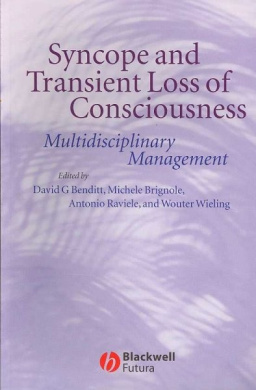 Syncope and
Transient Loss of
Consciousness
Multidisciplinary
Management
Edited by
David G Benditt, Michele Brignole,
Antonio Raviele, and Wouter Wieling
Blackwell
Futura